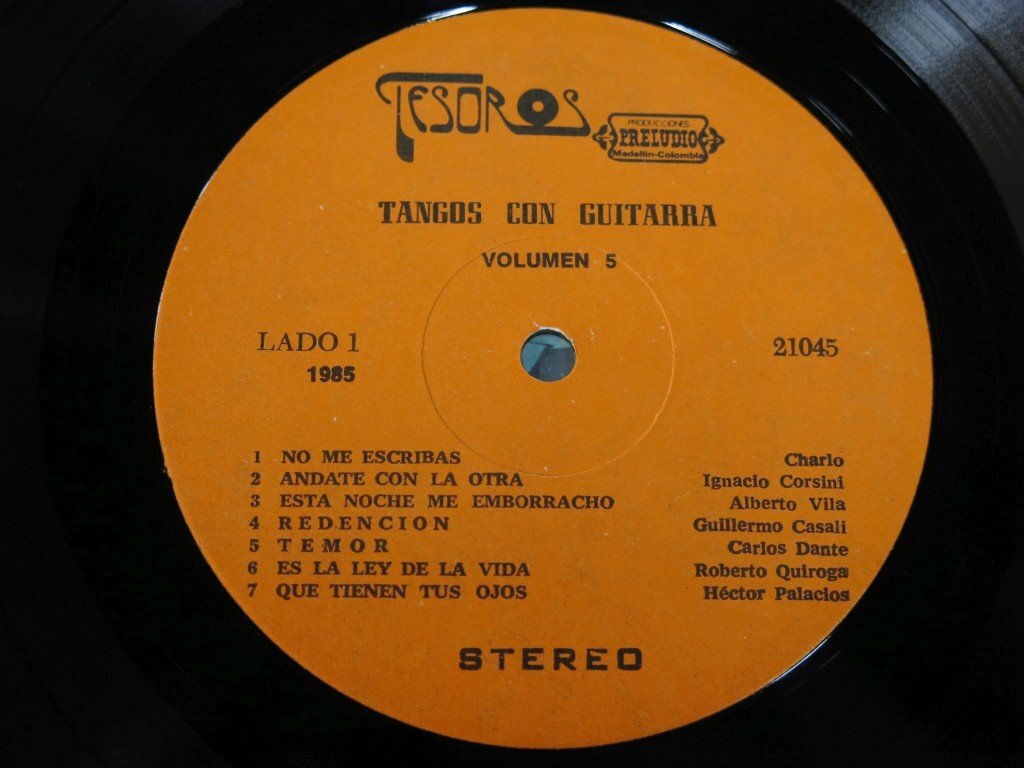 TESOROS
PRODUCCIONES
PRELUDIO
Medellin-Colombia
TANGOS CON GUITARRA
VOLUMEN 5
LADO 1 21045
1985
1 NO ME ESCRIBAS Charlo
2 ANDATE CON LA OTRA Ignacio Corsini
3 ESTA NOCHE ME EMBORRACHO Alberto Vila
4 REDENCION Guillermo Casali
5 TEMOR Carlos Dante
6 ES LA LEY DE LA VIDA Roberto Quiroga
7 QUE TIENEN TUS OJOS Héctor Palacios
STEREO